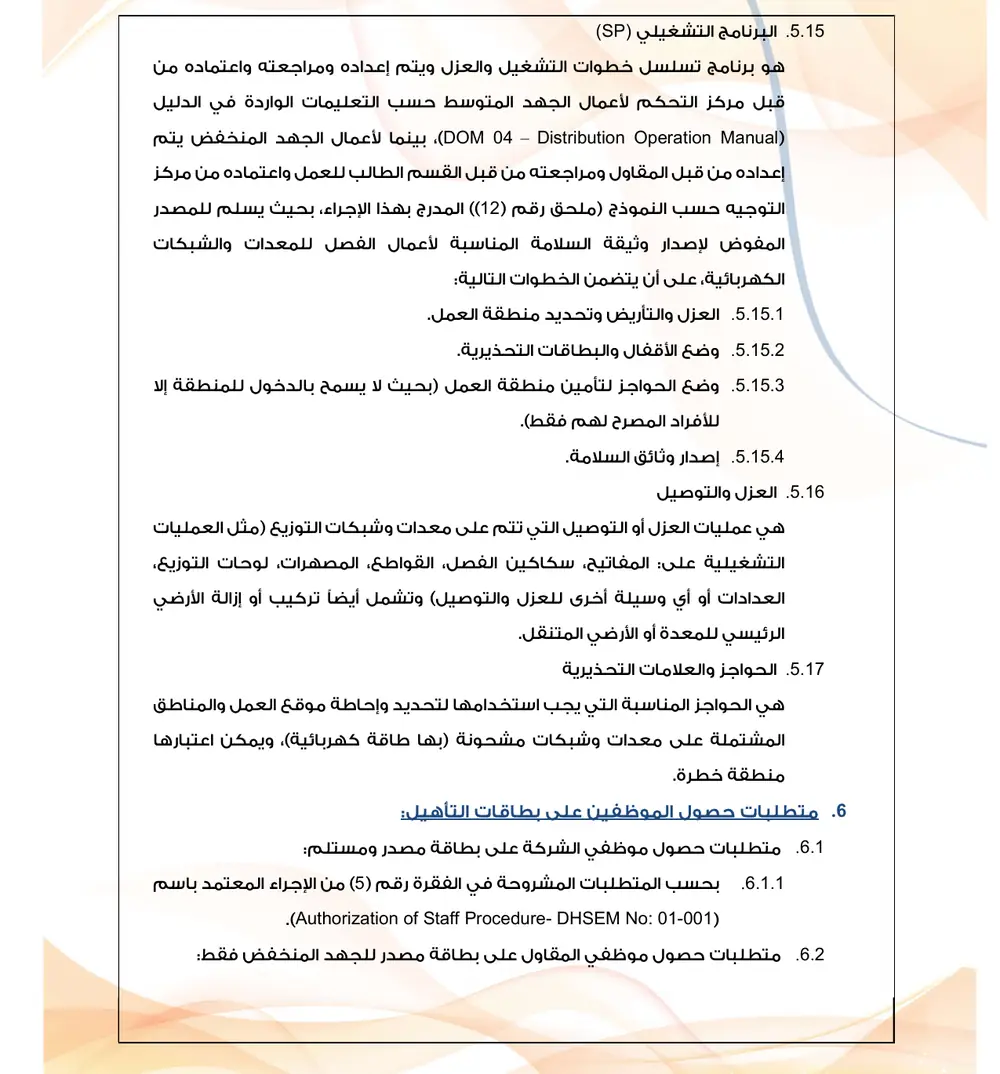 5.15. البرنامج التشغيلي (SP)
هو برنامج تسلسل خطوات التشغيل والعزل ويتم إعداده ومراجعته واعتماده من
قبل مركز التحكم لأعمال الجهد المتوسط حسب التعليمات الواردة في الدليل
(DOM 04 – Distribution Operation Manual)، بينما لأعمال الجهد المنخفض يتم
إعداده من قبل المقاول ومراجعته من قبل القسم الطالب للعمل واعتماده من مركز
التوجيه حسب النموذج (ملحق رقم (12)) المدرج بهذا الإجراء، بحيث يسلم للمصدر
المفوض لإصدار وثيقة السلامة المناسبة لأعمال الفصل للمعدات والشبكات
الكهربائية، على أن يتضمن الخطوات التالية:
5.15.1. العزل والتأريض وتحديد منطقة العمل.
5.15.2. وضع الأقفال والبطاقات التحذيرية.
5.15.3. وضع الحواجز لتأمين منطقة العمل (بحيث لا يسمح بالدخول للمنطقة إلا
للأفراد المصرح لهم فقط).
5.15.4. إصدار وثائق السلامة.
5.16. العزل والتوصيل
هي عمليات العزل أو التوصيل التي تتم على معدات وشبكات التوزيع (مثل العمليات
التشغيلية على: المفاتيح، سكاكين الفصل، القواطع، المصهرات، لوحات التوزيع،
العدادات أو أي وسيلة أخرى للعزل والتوصيل) وتشمل أيضاً تركيب أو إزالة الأرضي
الرئيسي للمعدة أو الأرضي المتنقل.
5.17. الحواجز والعلامات التحذيرية
هي الحواجز المناسبة التي يجب استخدامها لتحديد وإحاطة موقع العمل والمناطق
المشتملة على معدات وشبكات مشحونة (بها طاقة كهربائية)، ويمكن اعتبارها
منطقة خطرة.
6. متطلبات حصول الموظفين على بطاقات التأهيل:
6.1. متطلبات حصول موظفي الشركة على بطاقة مصدر ومستلم:
6.1.1. بحسب المتطلبات المشروحة في الفقرة رقم (5) من الإجراء المعتمد باسم
(Authorization of Staff Procedure- DHSEM No: 01-001).
6.2. متطلبات حصول موظفي المقاول على بطاقة مصدر للجهد المنخفض فقط: